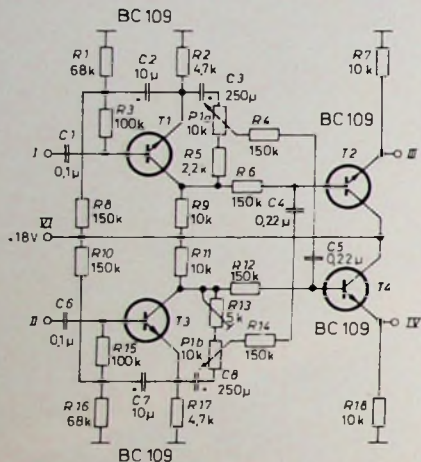 BC 109
R1
68k
C2
10µ
R2
4,7k
C3
250µ
R7
10k
R3
100k
T1
P1a
10k
R4
150k
BC 109
I
C1
0,1µ
R5
2,2k
T2
III
R6
150k
C4
0,22µ
R8
150k
R9
10k
VI
18V
C5
0,22µ
R10
150k
R11
10k
R12
150k
T4
II
C6
0,1µ
T3
R13
5k
BC 109
IV
P1b
10k
R14
150k
R15
100k
C7
10µ
C8
250µ
R16
68k
R17
4,7k
R18
10k
BC 109